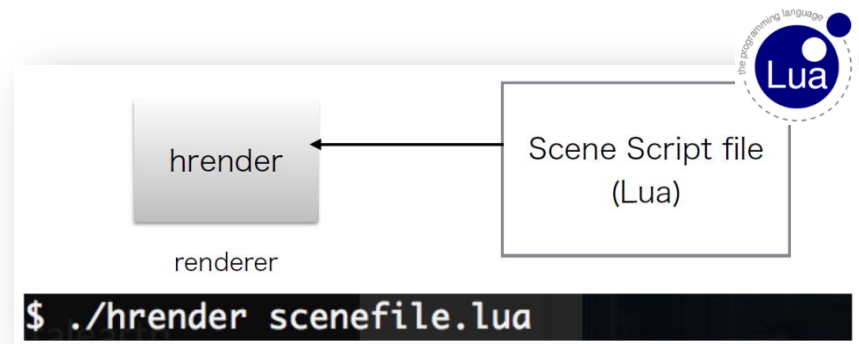 the programming language
Lua
hrender
Scene Script file
(Lua)
renderer
$ ./hrender scenefile.lua